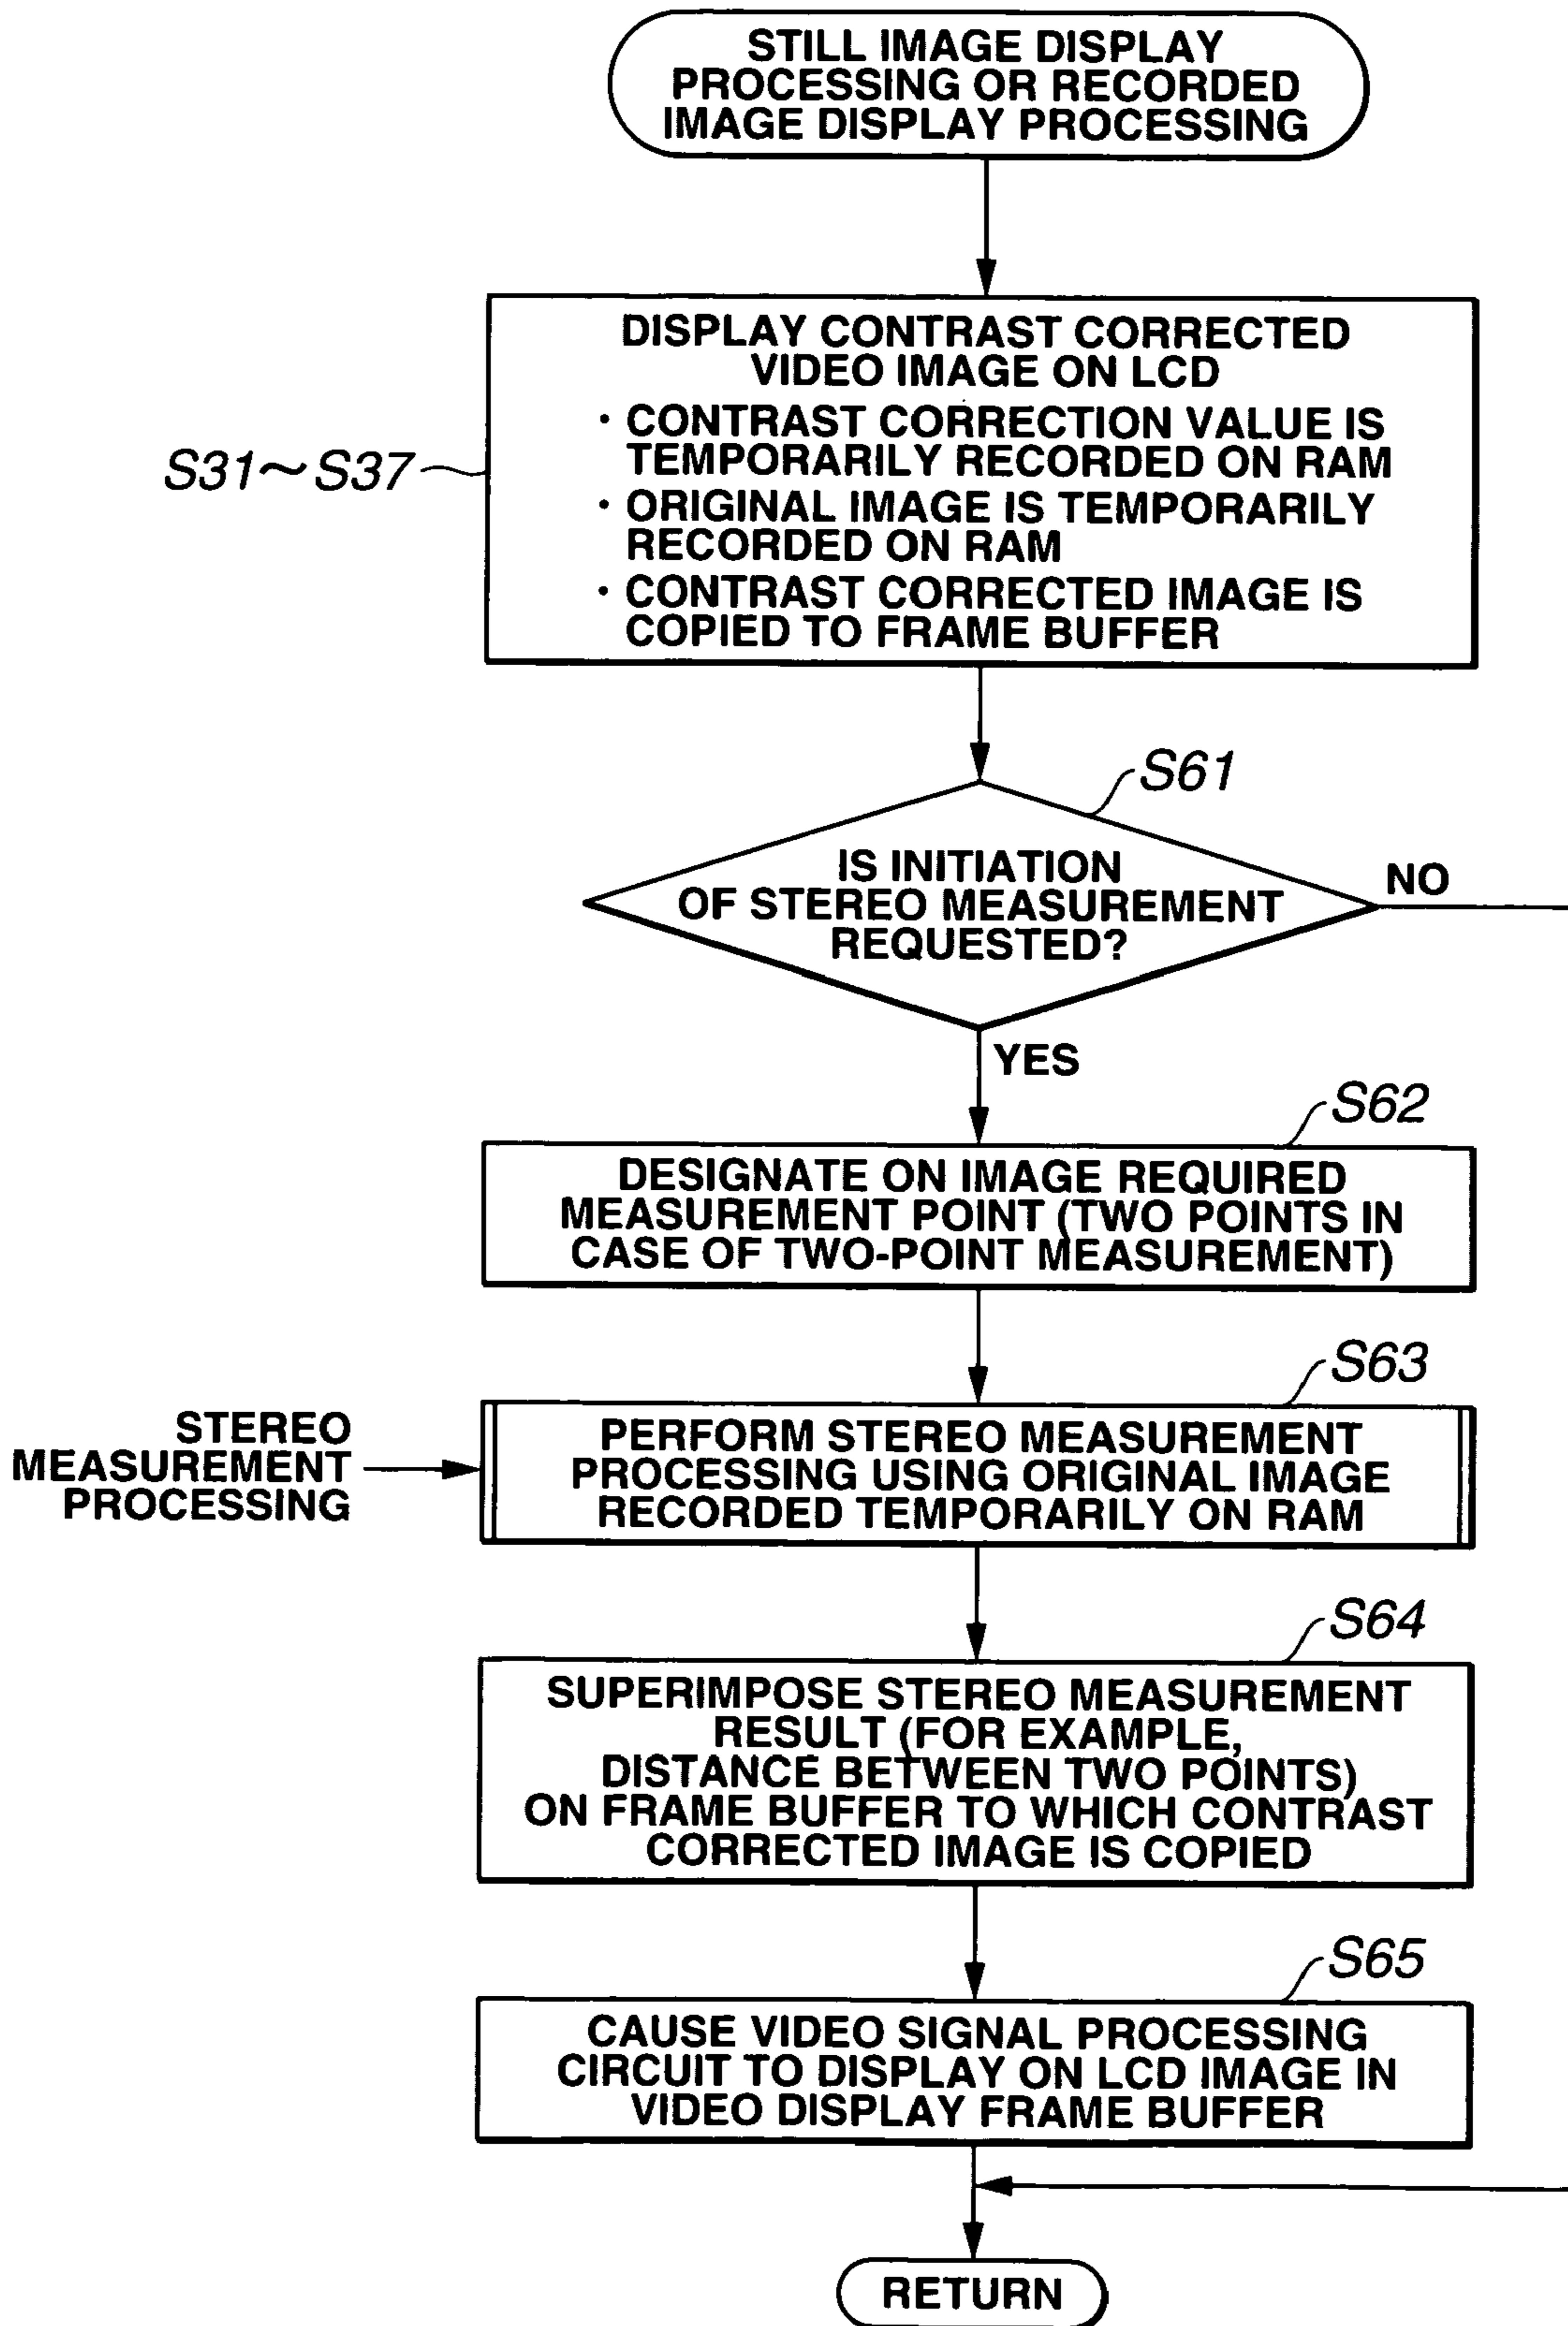 STILL IMAGE DISPLAY
PROCESSING OR RECORDED
IMAGE DISPLAY PROCESSING
DISPLAY CONTRAST CORRECTED
VIDEO IMAGE ON LCD
· CONTRAST CORRECTION VALUE IS
TEMPORARILY RECORDED ON RAM
· ORIGINAL IMAGE IS TEMPORARILY
RECORDED ON RAM
· CONTRAST CORRECTED IMAGE IS
COPIED TO FRAME BUFFER
S31~S37
S61
IS INITIATION
OF STEREO MEASUREMENT
REQUESTED?
NO
YES
S62
DESIGNATE ON IMAGE REQUIRED
MEASUREMENT POINT (TWO POINTS IN
CASE OF TWO-POINT MEASUREMENT)
S63
STEREO
MEASUREMENT
PROCESSING
PERFORM STEREO MEASUREMENT
PROCESSING USING ORIGINAL IMAGE
RECORDED TEMPORARILY ON RAM
S64
SUPERIMPOSE STEREO MEASUREMENT
RESULT (FOR EXAMPLE,
DISTANCE BETWEEN TWO POINTS)
ON FRAME BUFFER TO WHICH CONTRAST
CORRECTED IMAGE IS COPIED
S65
CAUSE VIDEO SIGNAL PROCESSING
CIRCUIT TO DISPLAY ON LCD IMAGE IN
VIDEO DISPLAY FRAME BUFFER
RETURN